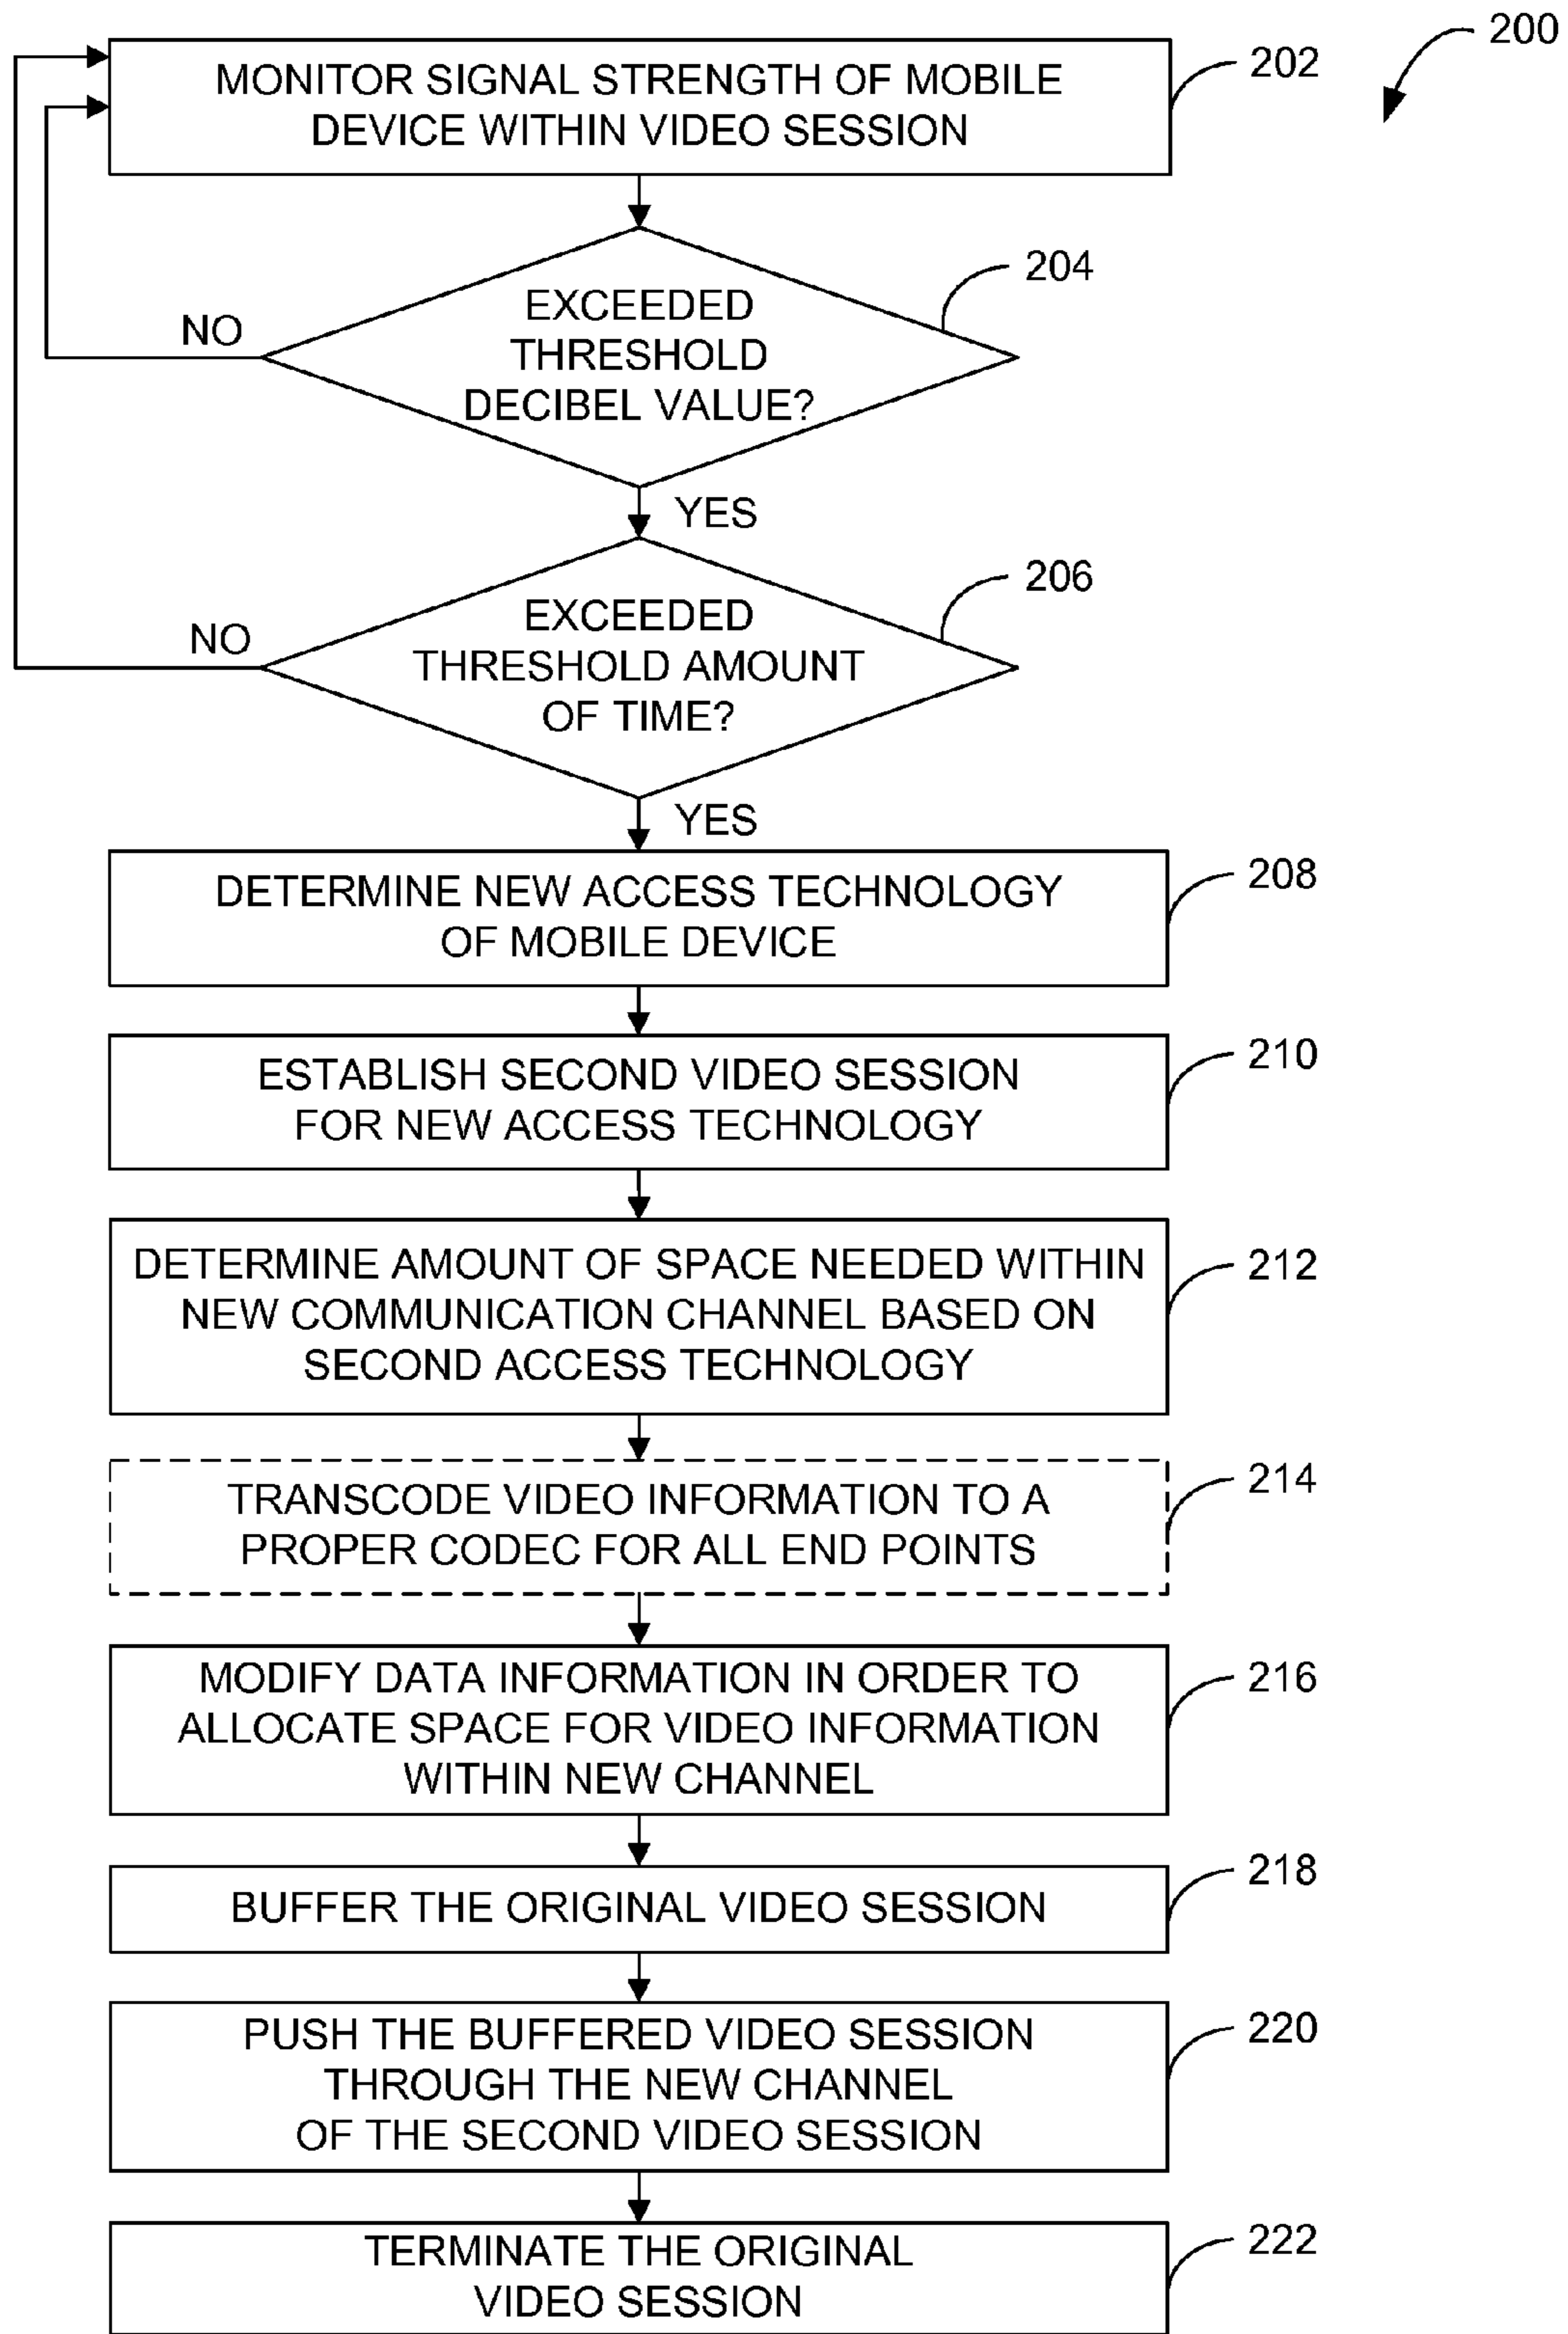 200
MONITOR SIGNAL STRENGTH OF MOBILE
DEVICE WITHIN VIDEO SESSION
202
EXCEEDED
THRESHOLD
DECIBEL VALUE?
204
NO
YES
EXCEEDED
THRESHOLD AMOUNT
OF TIME?
206
NO
YES
DETERMINE NEW ACCESS TECHNOLOGY
OF MOBILE DEVICE
208
ESTABLISH SECOND VIDEO SESSION
FOR NEW ACCESS TECHNOLOGY
210
DETERMINE AMOUNT OF SPACE NEEDED WITHIN
NEW COMMUNICATION CHANNEL BASED ON
SECOND ACCESS TECHNOLOGY
212
TRANSCODE VIDEO INFORMATION TO A
PROPER CODEC FOR ALL END POINTS
214
MODIFY DATA INFORMATION IN ORDER TO
ALLOCATE SPACE FOR VIDEO INFORMATION
WITHIN NEW CHANNEL
216
BUFFER THE ORIGINAL VIDEO SESSION
218
PUSH THE BUFFERED VIDEO SESSION
THROUGH THE NEW CHANNEL
OF THE SECOND VIDEO SESSION
220
TERMINATE THE ORIGINAL
VIDEO SESSION
222